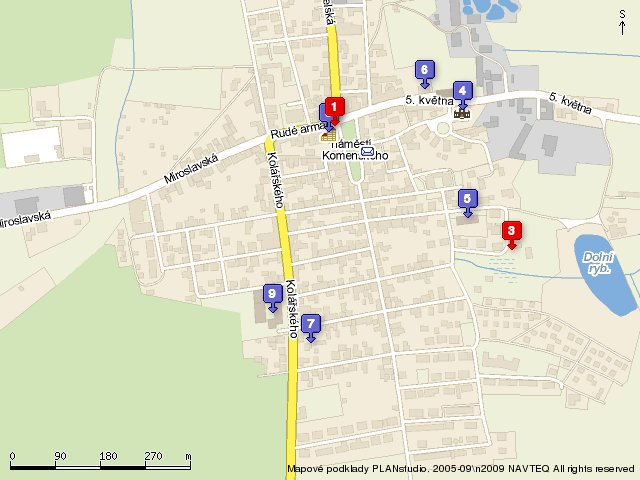 S
elská
6
5. května
4
5. května
1
Rudé armá
náměstí
Komenského
Miroslavská
Kolářského
Miroslavská
5
3
Dolní
ryb.
9
Kolářského
7
0 90 180 270 m
Mapové podklady PLANstudio, 2005-09\n2009 NAVTEQ All rights reserved